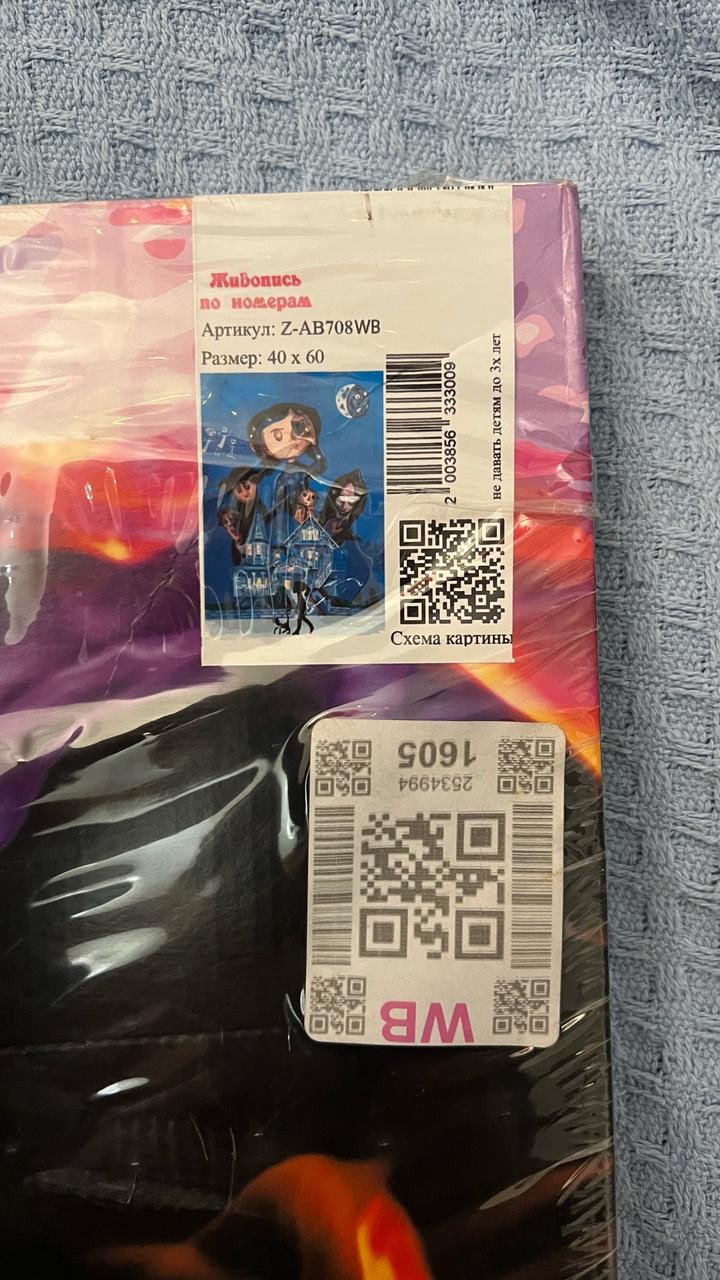 Живопись
по номерам
Артикул: Z-AB708WB
Размер: 40 x 60
2 003856 333009
не давать детям до 3х лет
Схема картины
1605
2534994
WB